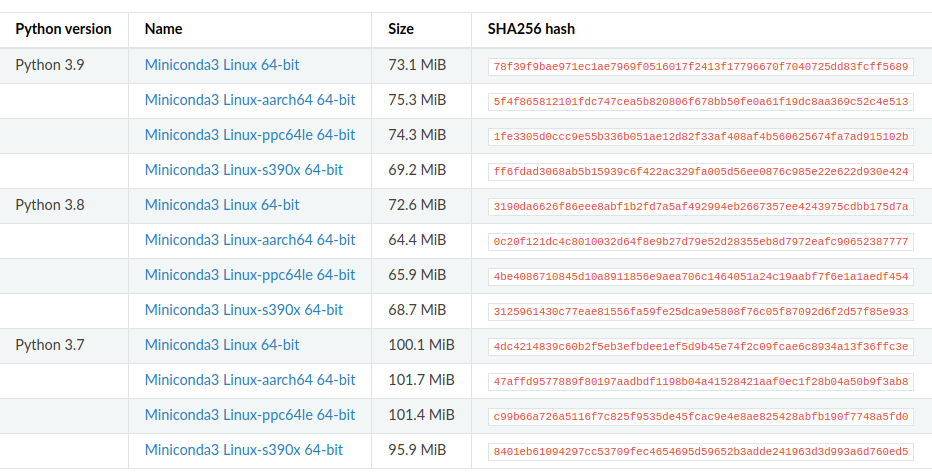 Python version Name Size SHA256 hash
Python 3.9 Miniconda3 Linux 64-bit 73.1 MiB 78f39f9bae971ec1ae7969f0516017f2413f17796670f7040725dd83fcff5689
Miniconda3 Linux-aarch64 64-bit 75.3 MiB 5f4f865812101fdc747cea5b820806f678bb50fe0a61f19dc8aa369c52c4e513
Miniconda3 Linux-ppc64le 64-bit 74.3 MiB 1fe3305d0ccc9e55b336b051ae12d82f33af408af4b560625674fa7ad915102b
Miniconda3 Linux-s390x 64-bit 69.2 MiB ff6fdad3068ab5b15939c6f422ac329fa005d56ee0876c985e22e622d930e424
Python 3.8 Miniconda3 Linux 64-bit 72.6 MiB 3190da6626f86eee8abf1b2fd7a5af492994eb2667357ee4243975cdbb175d7a
Miniconda3 Linux-aarch64 64-bit 64.4 MiB 0c20f121dc4c8010032d64f8e9b27d79e52d28355eb8d7972eafc90652387777
Miniconda3 Linux-ppc64le 64-bit 65.9 MiB 4be4086710845d10a8911856e9aea706c1464051a24c19aabf7f6e1a1aedf454
Miniconda3 Linux-s390x 64-bit 68.7 MiB 3125961430c77eae81556fa59fe25dca9e5808f76c05f87092d6f2d57f85e933
Python 3.7 Miniconda3 Linux 64-bit 100.1 MiB 4dc4214839c60b2f5eb3efbdee1ef5d9b45e74f2c09fcae6c8934a13f36ffc3e
Miniconda3 Linux-aarch64 64-bit 101.7 MiB 47affd9577889f80197aadbdf1198b04a41528421aaf0ec1f28b04a50b9f3ab8
Miniconda3 Linux-ppc64le 64-bit 101.4 MiB c99b66a726a5116f7c825f9535de45fcac9e4e8ae825428abfb190f7748a5fd0
Miniconda3 Linux-s390x 64-bit 95.9 MiB 8401eb61094297cc53709fec4654695d59652b3adde241963d3d993a6d760ed5